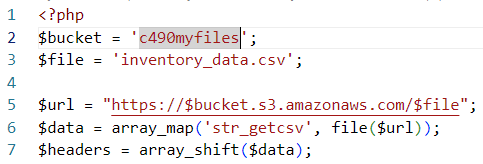 1 <?php
2 $bucket = 'c490myfiles';
3 $file = 'inventory_data.csv';
4
5 $url = "https://$bucket.s3.amazonaws.com/$file";
6 $data = array_map('str_getcsv', file($url));
7 $headers = array_shift($data);